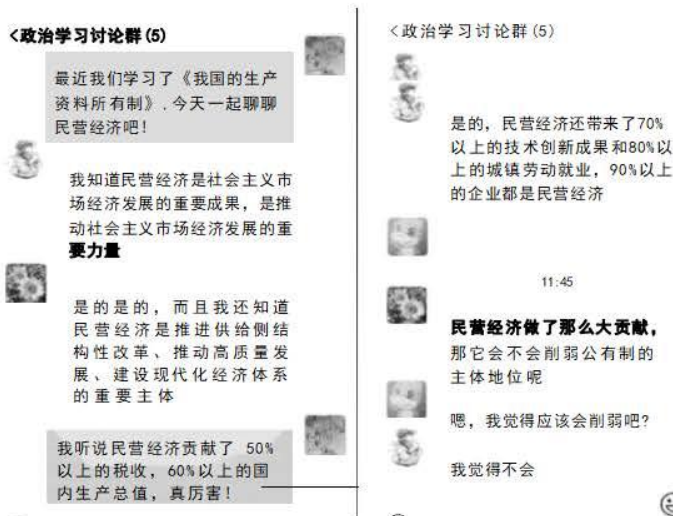 <政治学习讨论群(5)
最近我们学习了《我国的生产
资料所有制》.今天一起聊聊
民营经济吧!
我知道民营经济是社会主义市
场经济发展的重要成果，是推
动社会主义市场经济发展的重
要力量
是的是的，而且我还知道
民营经济是推进供给侧结
构性改革、推动高质量发
展、建设现代化经济体系
的重要主体
我听说民营经济贡献了 50%
以上的税收，60%以上的国
内生产总值，真厉害!
<政治学习讨论群(5)
是的，民营经济还带来了70%
以上的技术创新成果和80%以
上的城镇劳动就业，90%以上
的企业都是民营经济
11:45
民营经济做了那么大贡献，
那它会不会削弱公有制的
主体地位呢
嗯，我觉得应该会削弱吧?
我觉得不会